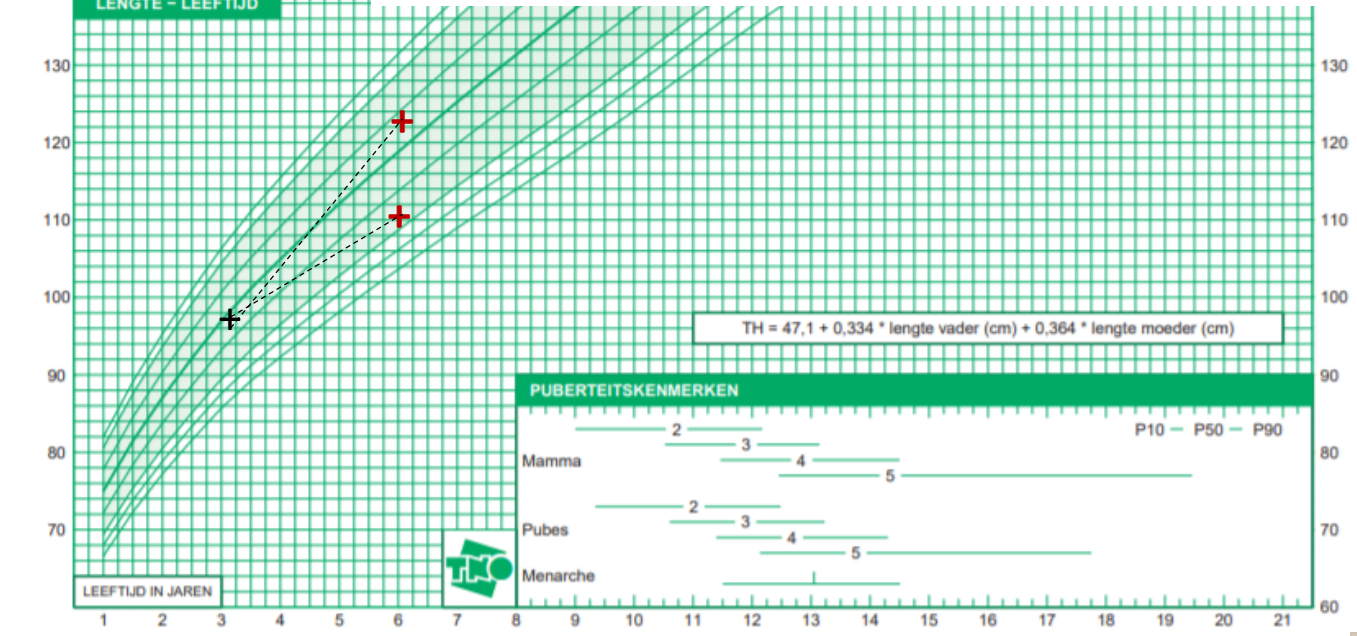 LENGTE – LEEFTIJD
130
130
120
120
110
110
100
100
TH = 47,1 + 0,334 * lengte vader (cm) + 0,364 * lengte moeder (cm)
90
90
PUBERTEITSKENMERKEN
2
P10 – P50 – P90
3
80
80
Mamma
4
5
2
3
70
70
Pubes
4
5
TNO
Menarche
LEEFTIJD IN JAREN
60
1 2 3 4 5 6 7 8 9 10 11 12 13 14 15 16 17 18 19 20 21